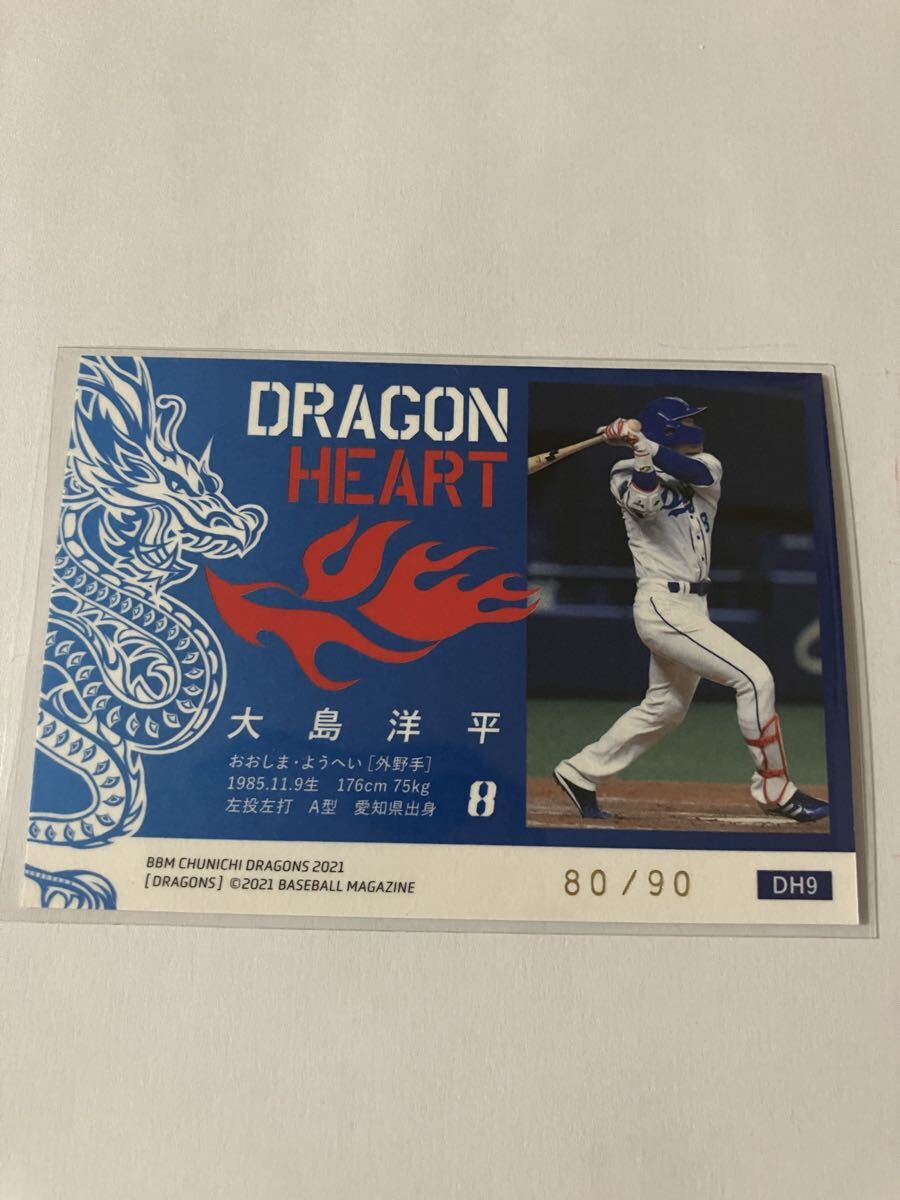 DRAGON
HEART
大島洋平
おおしま・ようへい[外野手]
1985.11.9生 176cm 75kg
左投左打 A型 愛知県出身
8
BBM CHUNICHI DRAGONS 2021
[DRAGONS] ©2021 BASEBALL MAGAZINE
80/90
DH9